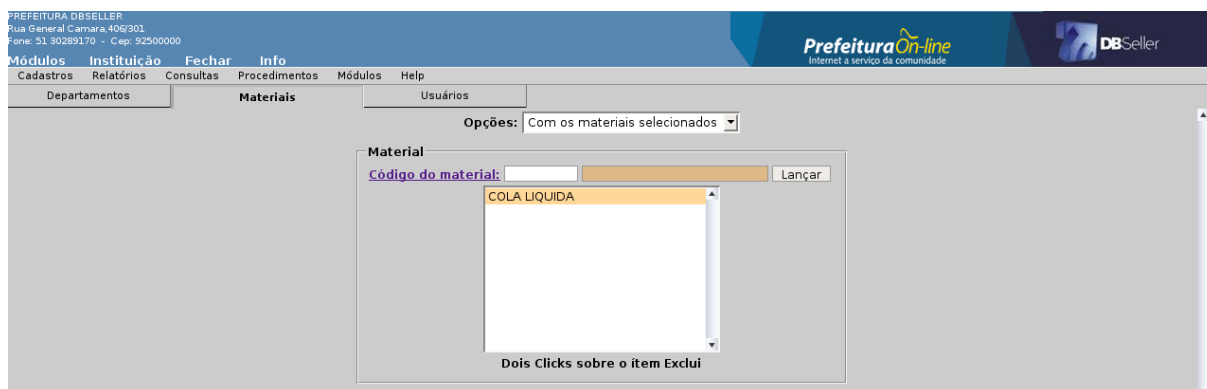 PREFEITURA DBSELLER
Rua General Camara,406/301
Fone: 51 30289170 - Cep: 92500000
Módulos Instituição Fechar Info
Prefeitura On-line
Internet a serviço da comunidade
DBSeller
Cadastros Relatórios Consultas Procedimentos Módulos Help
Departamentos Materiais Usuários
Opções: Com os materiais selecionados
Material
Código do material: Lançar
COLA LIQUIDA
Dois Clicks sobre o ítem Exclui